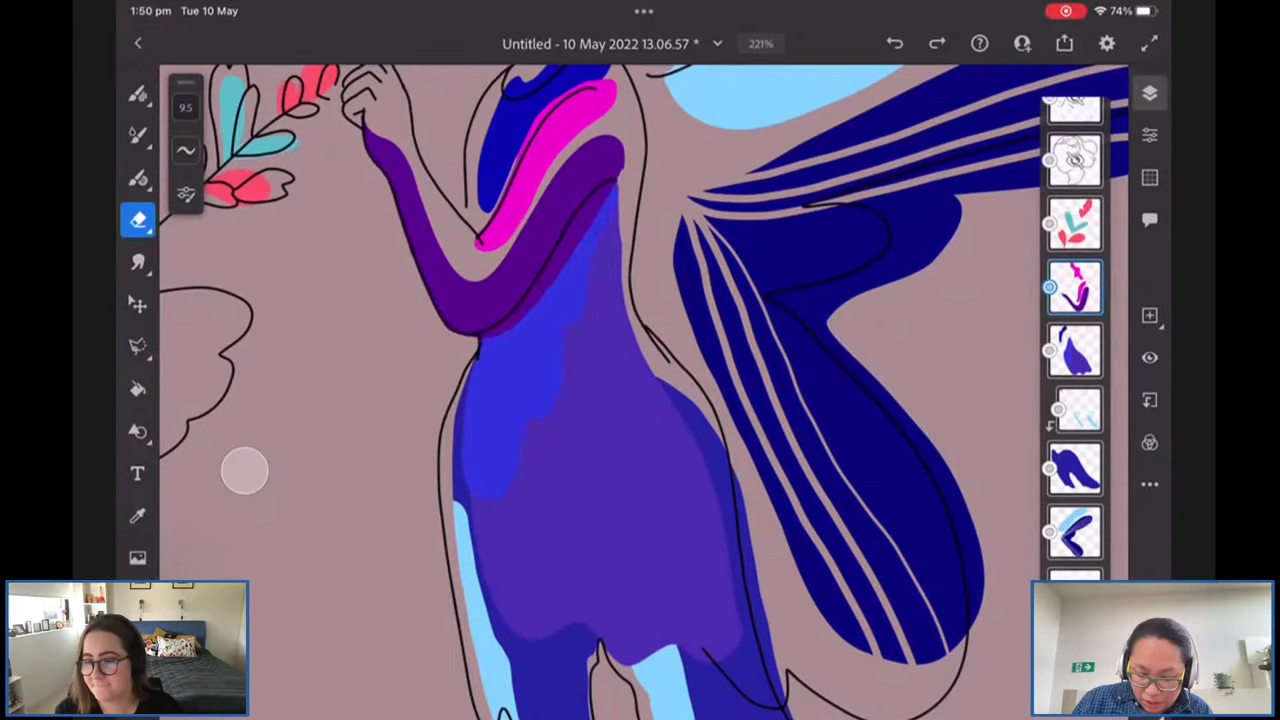 1:50 pm Tue 10 May
74%
Untitled - 10 May 2022 13.06.57 *
221%
9.5
T